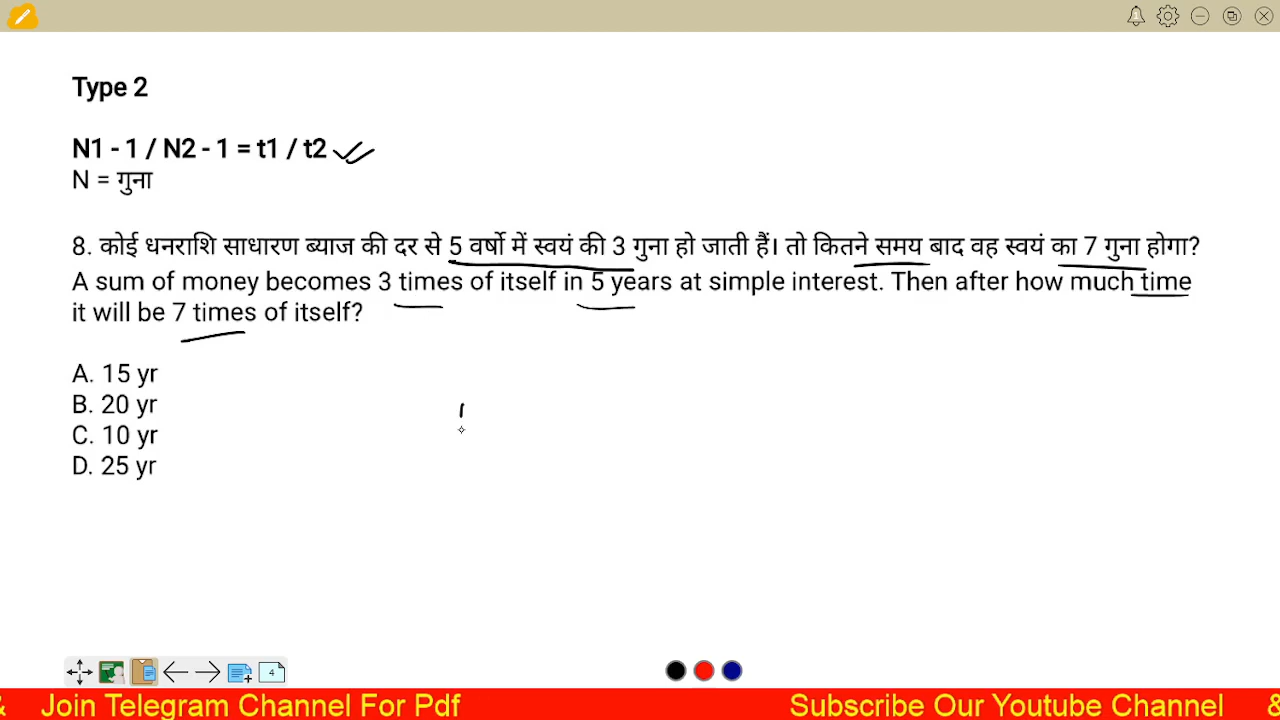 Type 2
N1 - 1 / N2 - 1 = t1 / t2
N = गुना
8. कोई धनराशि साधारण ब्याज की दर से 5 वर्षो में स्वयं की 3 गुना हो जाती हैं। तो कितने समय बाद वह स्वयं का 7 गुना होगा?
A sum of money becomes 3 times of itself in 5 years at simple interest. Then after how much time
it will be 7 times of itself?
A. 15 yr
B. 20 yr
C. 10 yr
D. 25 yr
4
& Join Telegram Channel For Pdf Subscribe Our Youtube Channel &